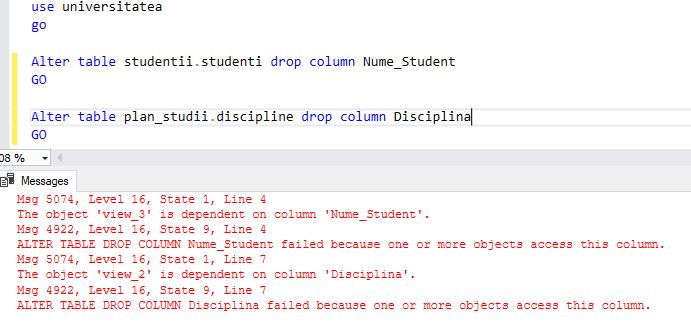 use universitatea
go
Alter table studentii.studenti drop column Nume_Student
GO
Alter table plan_studii.discipline drop column Disciplina
GO
08 %
Messages
Msg 5074, Level 16, State 1, Line 4
The object 'view_3' is dependent on column 'Nume_Student'.
Msg 4922, Level 16, State 9, Line 4
ALTER TABLE DROP COLUMN Nume_Student failed because one or more objects access this column.
Msg 5074, Level 16, State 1, Line 7
The object 'view_2' is dependent on column 'Disciplina'.
Msg 4922, Level 16, State 9, Line 7
ALTER TABLE DROP COLUMN Disciplina failed because one or more objects access this column.